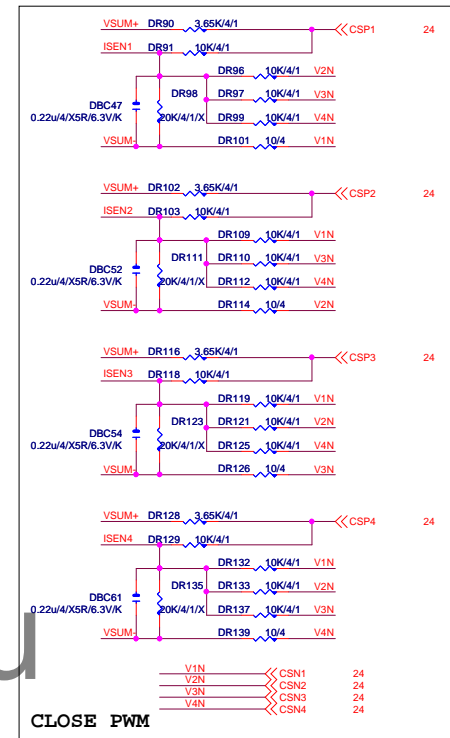 VSUM+ DR90 3.65K/4/1 CSP1 24
ISEN1 DR91 10K/4/1
DR96 10K/4/1 V2N
DR98 DR97 10K/4/1 V3N
DBC47
0.22u/4/X5R/6.3V/K 20K/4/1/X DR99 10K/4/1 V4N
VSUM- DR101 10/4 V1N
VSUM+ DR102 3.65K/4/1 CSP2 24
ISEN2 DR103 10K/4/1
DR109 10K/4/1 V1N
DR111 DR110 10K/4/1 V3N
DBC52
0.22u/4/X5R/6.3V/K 20K/4/1/X DR112 10K/4/1 V4N
VSUM- DR114 10/4 V2N
VSUM+ DR116 3.65K/4/1 CSP3 24
ISEN3 DR118 10K/4/1
DR119 10K/4/1 V1N
DR123 DR121 10K/4/1 V2N
DBC54
0.22u/4/X5R/6.3V/K 20K/4/1/X DR125 10K/4/1 V4N
VSUM- DR126 10/4 V3N
VSUM+ DR128 3.65K/4/1 CSP4 24
ISEN4 DR129 10K/4/1
DR132 10K/4/1 V1N
DR135 DR133 10K/4/1 V2N
DBC61
0.22u/4/X5R/6.3V/K 20K/4/1/X DR137 10K/4/1 V3N
VSUM- DR139 10/4 V4N
V1N CSN1 24
V2N CSN2 24
V3N CSN3 24
V4N CSN4 24
CLOSE PWM